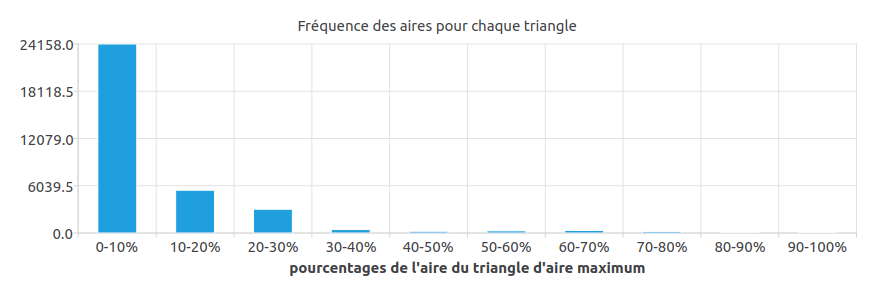 Fréquence des aires pour chaque triangle
24158.0
18118.5
12079.0
6039.5
0.0
0-10% 10-20% 20-30% 30-40% 40-50% 50-60% 60-70% 70-80% 80-90% 90-100%
pourcentages de l'aire du triangle d'aire maximum